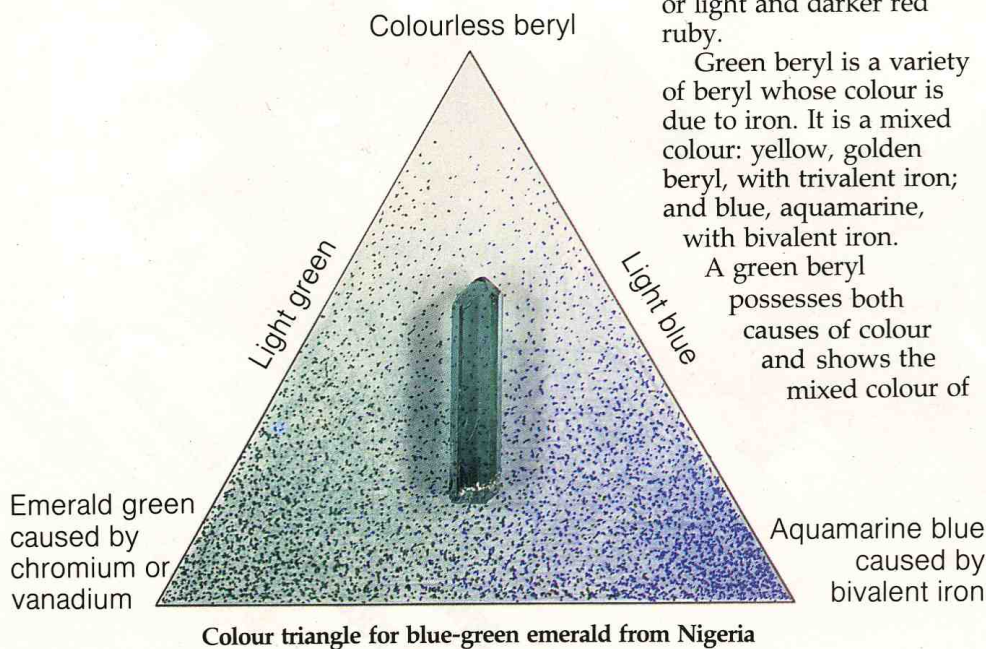 Colourless beryl
or light and darker red
ruby.
Green beryl is a variety
of beryl whose colour is
due to iron. It is a mixed
colour: yellow, golden
beryl, with trivalent iron;
and blue, aquamarine,
with bivalent iron.
A green beryl
possesses both
causes of colour
and shows the
mixed colour of
Light green
Light blue
Emerald green
caused by
chromium or
vanadium
Aquamarine blue
caused by
bivalent iron
Colour triangle for blue-green emerald from Nigeria